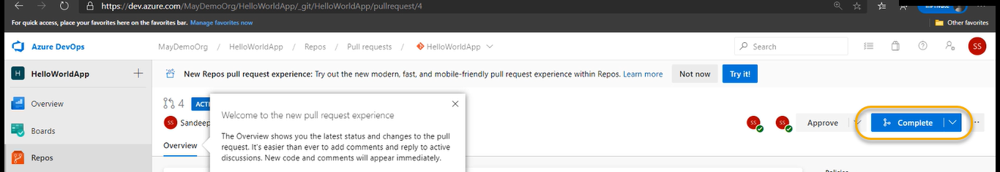 https://dev.azure.com/MayDemoOrg/HelloWorldApp/_git/HelloWorldApp/pullrequest/4
For quick access, place your favorites here on the favorites bar. Manage favorites now
Other favorites
Azure DevOps
MayDemoOrg / HelloWorldApp / Repos / Pull requests / HelloWorldApp
Search
SS
H HelloWorldApp
New Repos pull request experience: Try out the new modern, fast, and mobile-friendly pull request experience within Repos. Learn more
Not now
Try it!
Overview
4
Welcome to the new pull request experience
SS Sandeep
SS
SS
Approve
Complete
Boards
The Overview shows you the latest status and changes to the pull
request. It's easier than ever to add comments and reply to active
discussions. New code and comments will appear immediately.
Overview
Repos